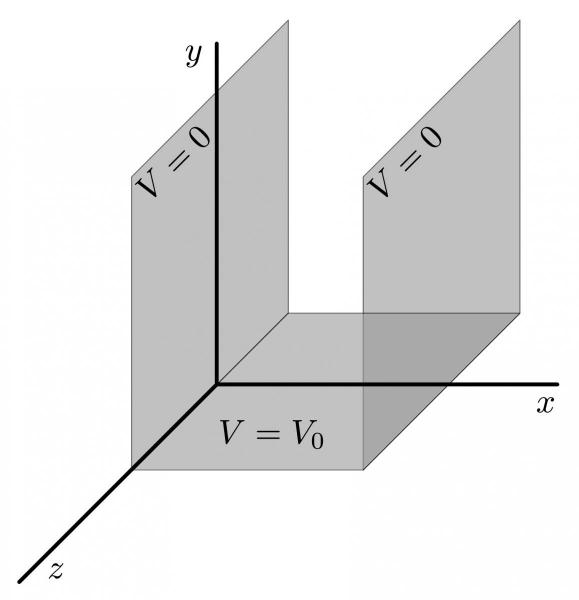 y
V = 0
V = 0
x
V = V₀
z